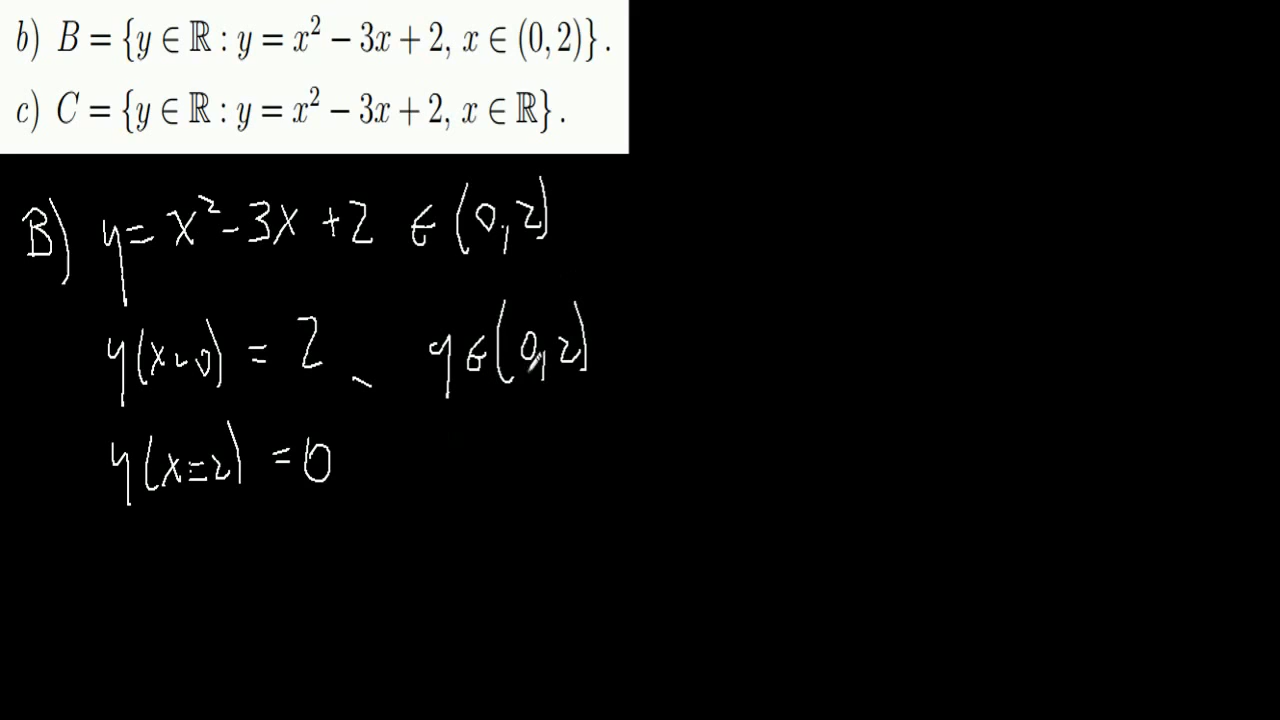 b) B = {y ∈ ℝ : y = x² − 3x + 2, x ∈ (0, 2)} .
c) C = {y ∈ ℝ : y = x² − 3x + 2, x ∈ ℝ} .
B) y = x² - 3x + 2 ∈ (0, 2)
y(x=0) = 2 、 y ∈ (0, 2)
y(x=2) = 0